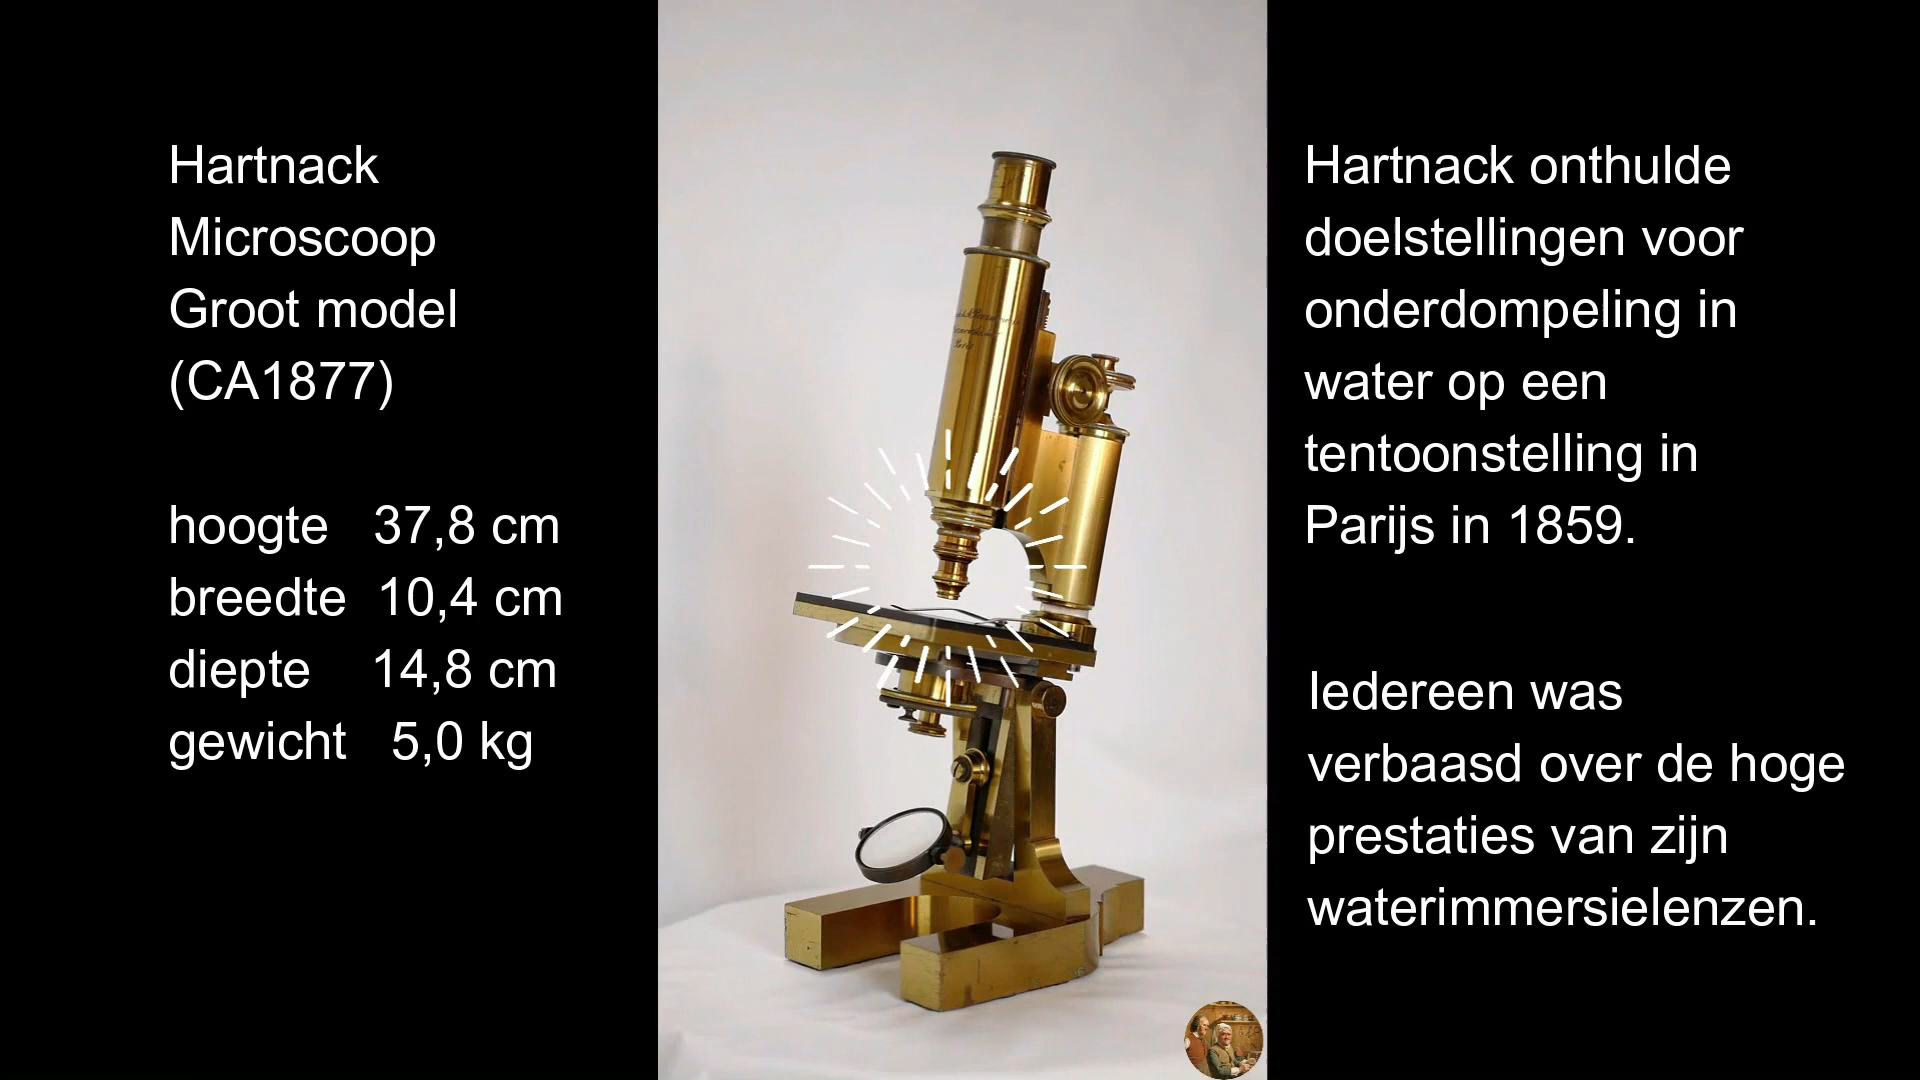 Hartnack
Microscoop
Groot model
(CA1877)
hoogte 37,8 cm
breedte 10,4 cm
diepte 14,8 cm
gewicht 5,0 kg
Hartnack onthulde
doelstellingen voor
onderdompeling in
water op een
tentoonstelling in
Parijs in 1859.
Iedereen was
verbaasd over de hoge
prestaties van zijn
waterimmersielenzen.